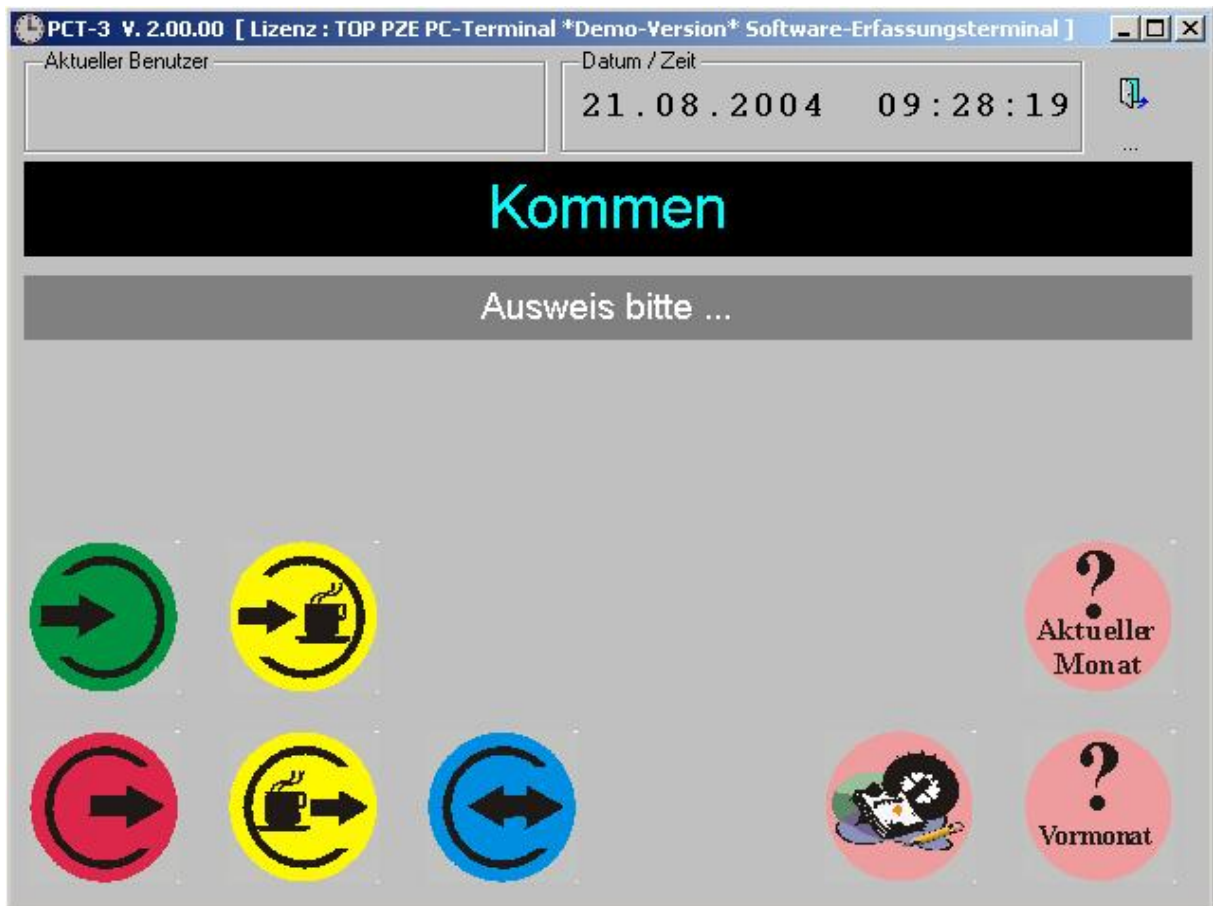 PCT-3 V. 2.00.00 [ Lizenz : TOP PZE PC-Terminal *Demo-Version* Software-Erfassungsterminal ]
Aktueller Benutzer
Datum / Zeit
21.08.2004 09:28:19
...
Kommen
Ausweis bitte ...
?
Aktueller
Monat
?
Vormonat